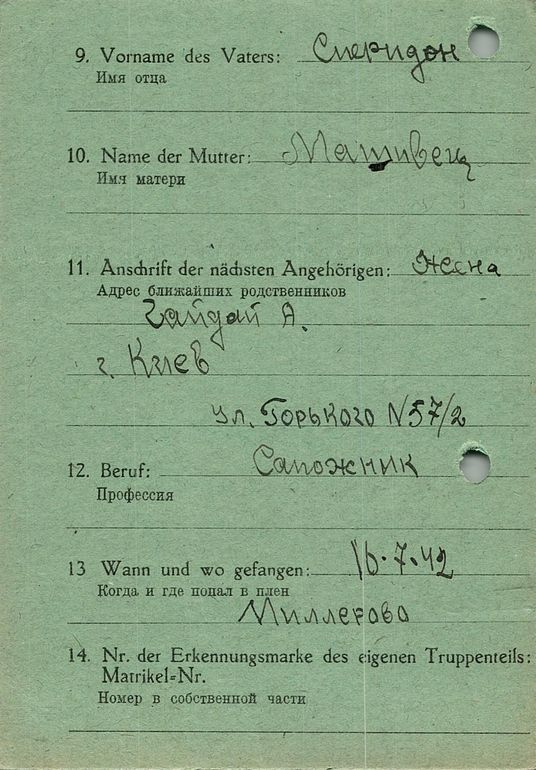 9. Vorname des Vaters: Спиридон
Имя отца
10. Name der Mutter: Мативец
Имя матери
11. Anschrift der nächsten Angehörigen: Жена
Адрес ближайших родственников
Гайдай А.
г. Киев
ул. Горького N 57/2
12. Beruf: Сапожник
Профессия
13 Wann und wo gefangen: 16.7.42
Когда и где попал в плен
Миллерово
14. Nr. der Erkennungsmarke des eigenen Truppenteils:
Matrikel=Nr.
Номер в собственной части